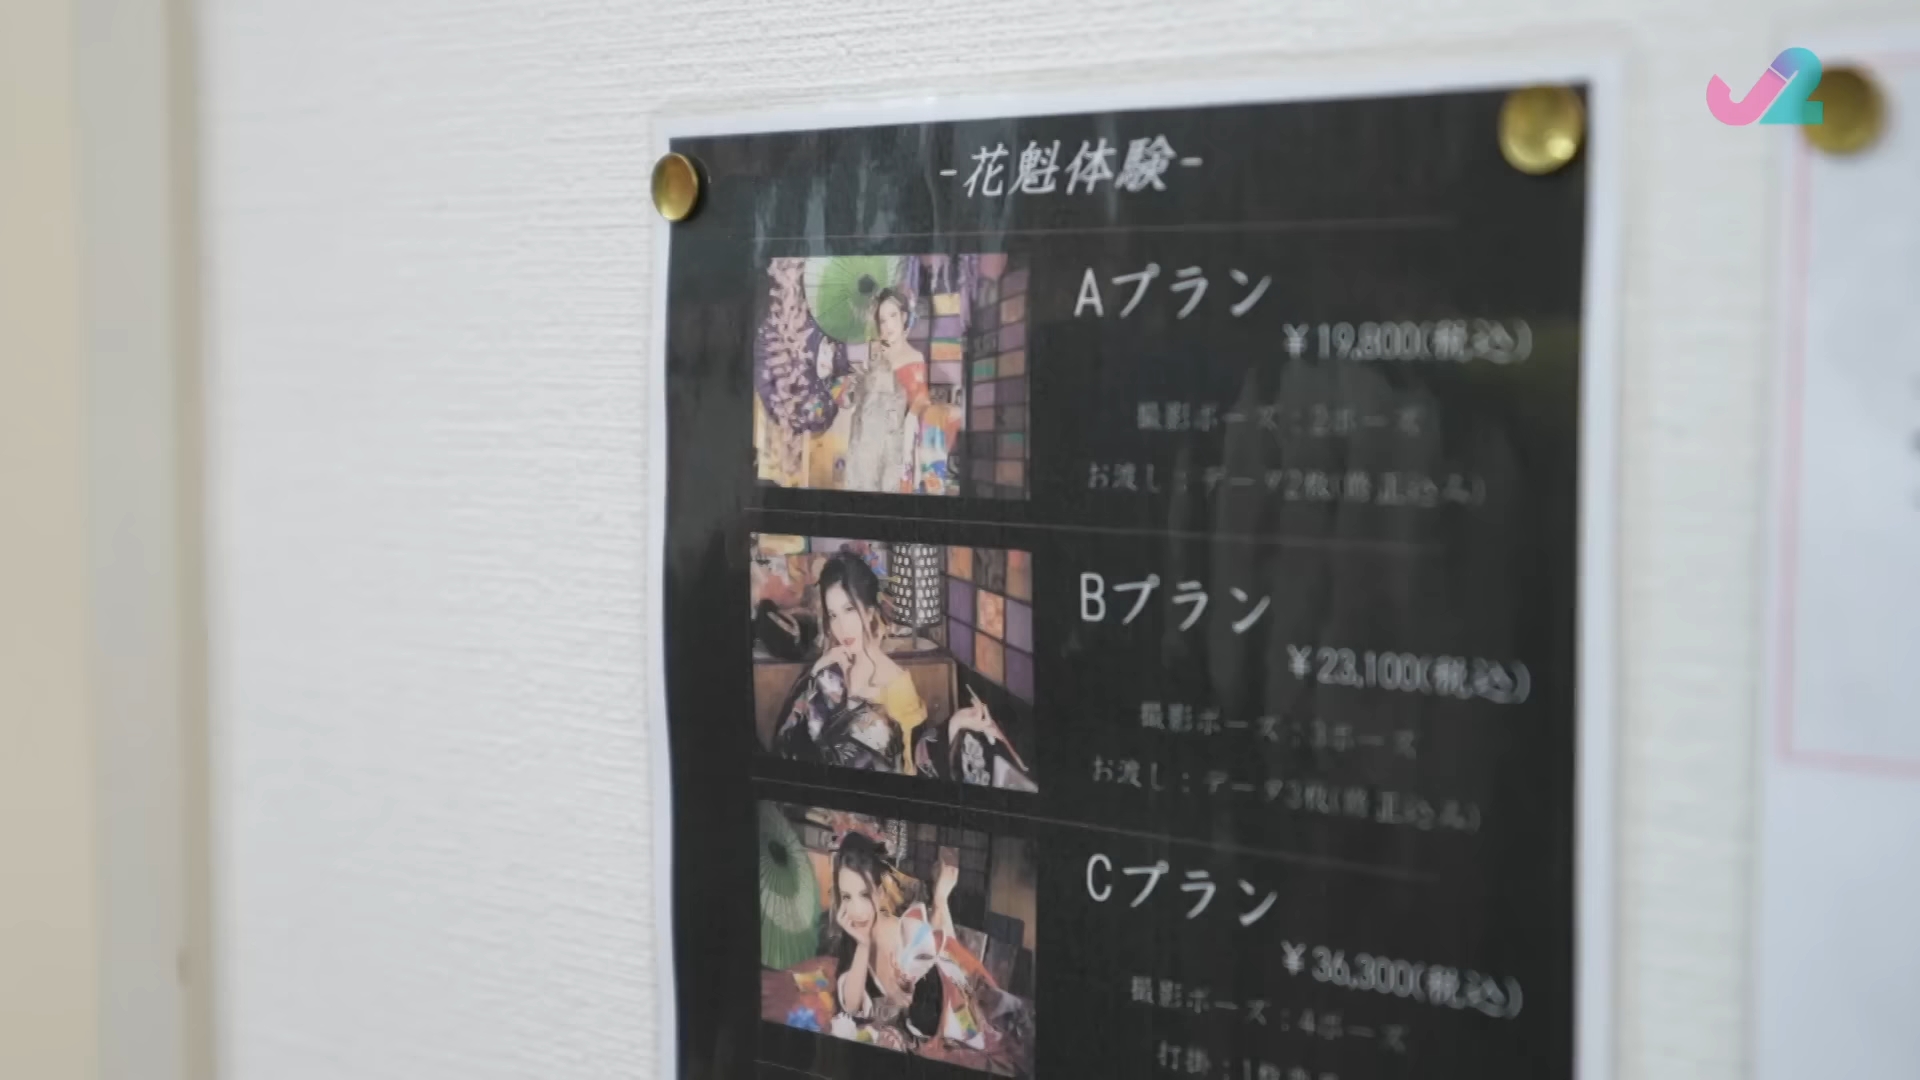 -花魁体験-
Aプラン
¥19,800(税込)
撮影ポーズ:2ポーズ
お渡し:データ2枚(修正込み)
Bプラン
¥23,100(税込)
撮影ポーズ:3ポーズ
お渡し:データ3枚(修正込み)
Cプラン
¥36,300(税込)
撮影ポーズ:4ポーズ
打掛:1